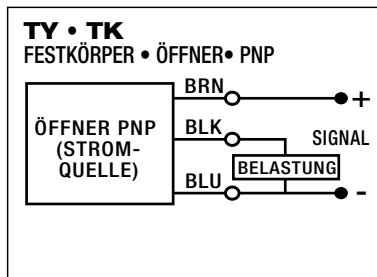 TY • TK
FESTKÖRPER • ÖFFNER• PNP
ÖFFNER PNP
(STROM-
QUELLE)
BRN
+
BLK
SIGNAL
BELASTUNG
BLU
-